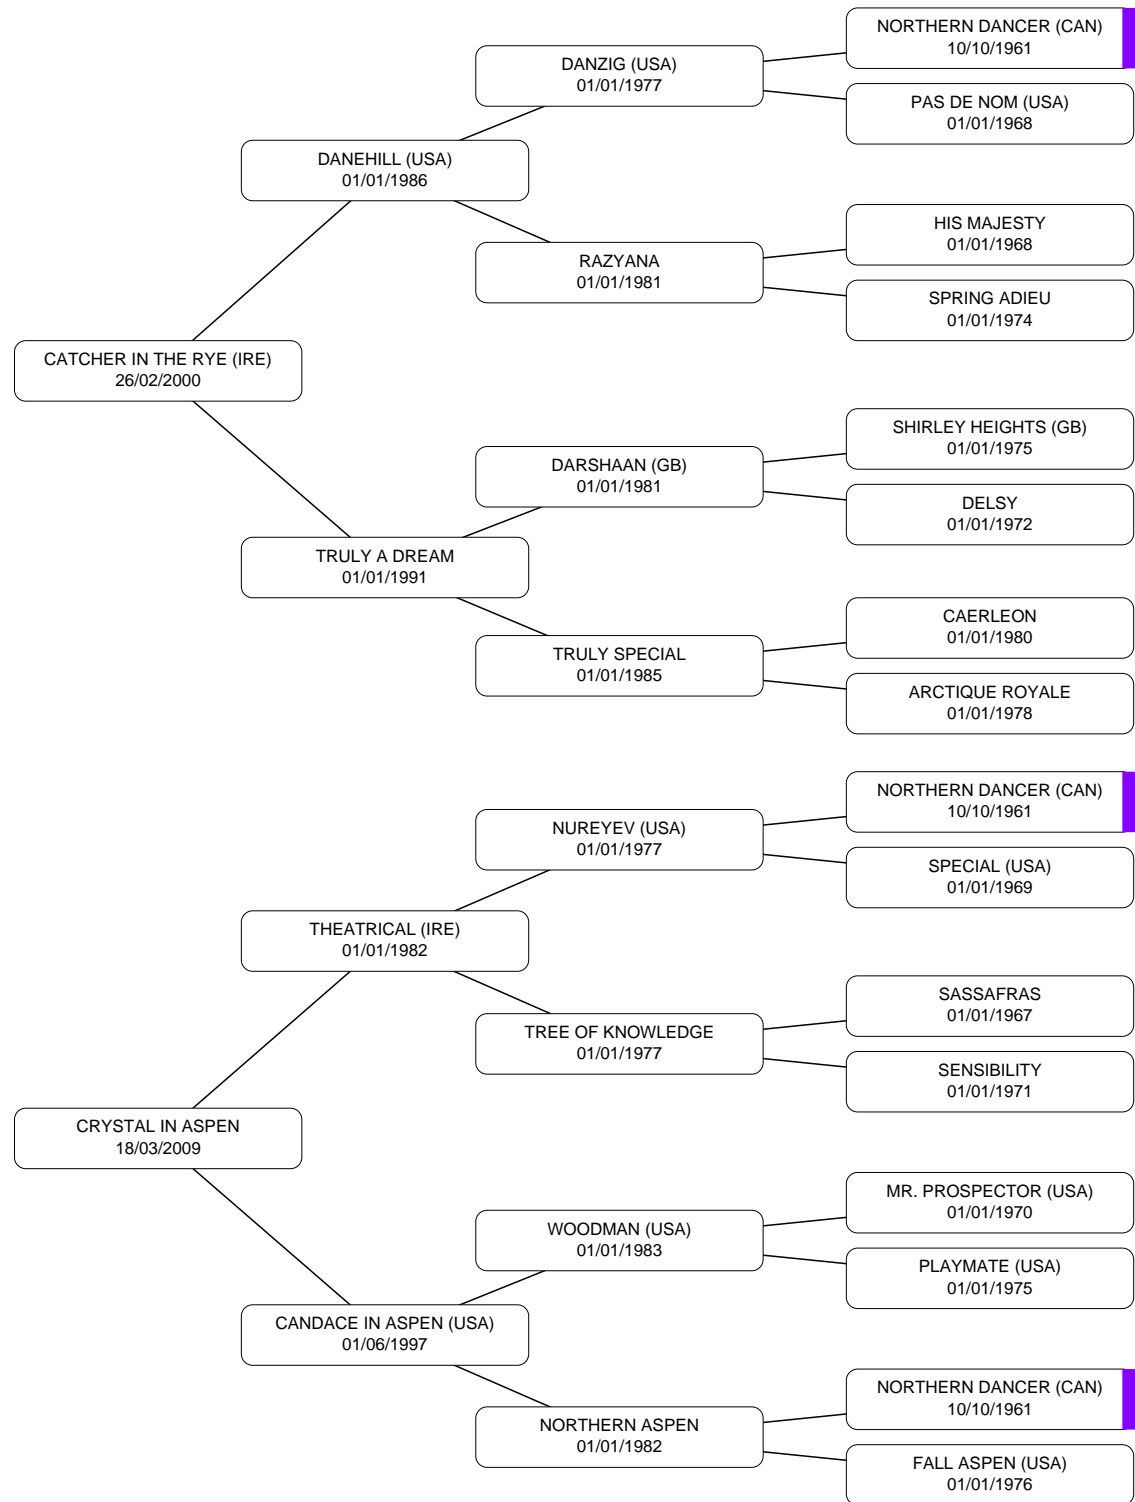 NORTHERN DANCER (CAN)
10/10/1961
DANZIG (USA)
01/01/1977
PAS DE NOM (USA)
01/01/1968
DANEHILL (USA)
01/01/1986
HIS MAJESTY
01/01/1968
RAZYANA
01/01/1981
SPRING ADIEU
01/01/1974
CATCHER IN THE RYE (IRE)
26/02/2000
SHIRLEY HEIGHTS (GB)
01/01/1975
DARSHAAN (GB)
01/01/1981
DELSY
01/01/1972
TRULY A DREAM
01/01/1991
CAERLEON
01/01/1980
TRULY SPECIAL
01/01/1985
ARCTIQUE ROYALE
01/01/1978
NORTHERN DANCER (CAN)
10/10/1961
NUREYEV (USA)
01/01/1977
SPECIAL (USA)
01/01/1969
THEATRICAL (IRE)
01/01/1982
SASSAFRAS
01/01/1967
TREE OF KNOWLEDGE
01/01/1977
SENSIBILITY
01/01/1971
CRYSTAL IN ASPEN
18/03/2009
MR. PROSPECTOR (USA)
01/01/1970
WOODMAN (USA)
01/01/1983
PLAYMATE (USA)
01/01/1975
CANDACE IN ASPEN (USA)
01/06/1997
NORTHERN DANCER (CAN)
10/10/1961
NORTHERN ASPEN
01/01/1982
FALL ASPEN (USA)
01/01/1976